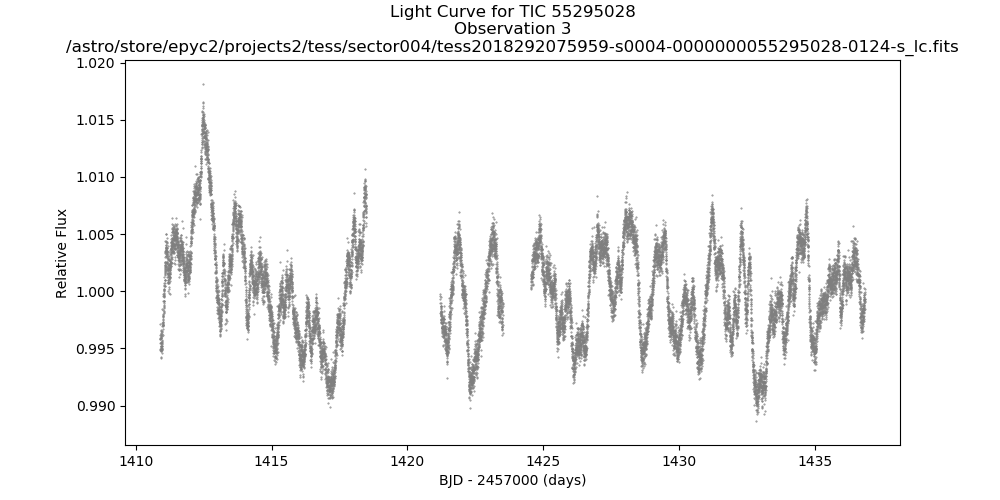 Light Curve for TIC 55295028
Observation 3
/astro/store/epyc2/projects2/tess/sector004/tess2018292075959-s0004-0000000055295028-0124-s_lc.fits
1.020
1.015
1.010
1.005
1.000
0.995
0.990
Relative Flux
1410 1415 1420 1425 1430 1435
BJD - 2457000 (days)